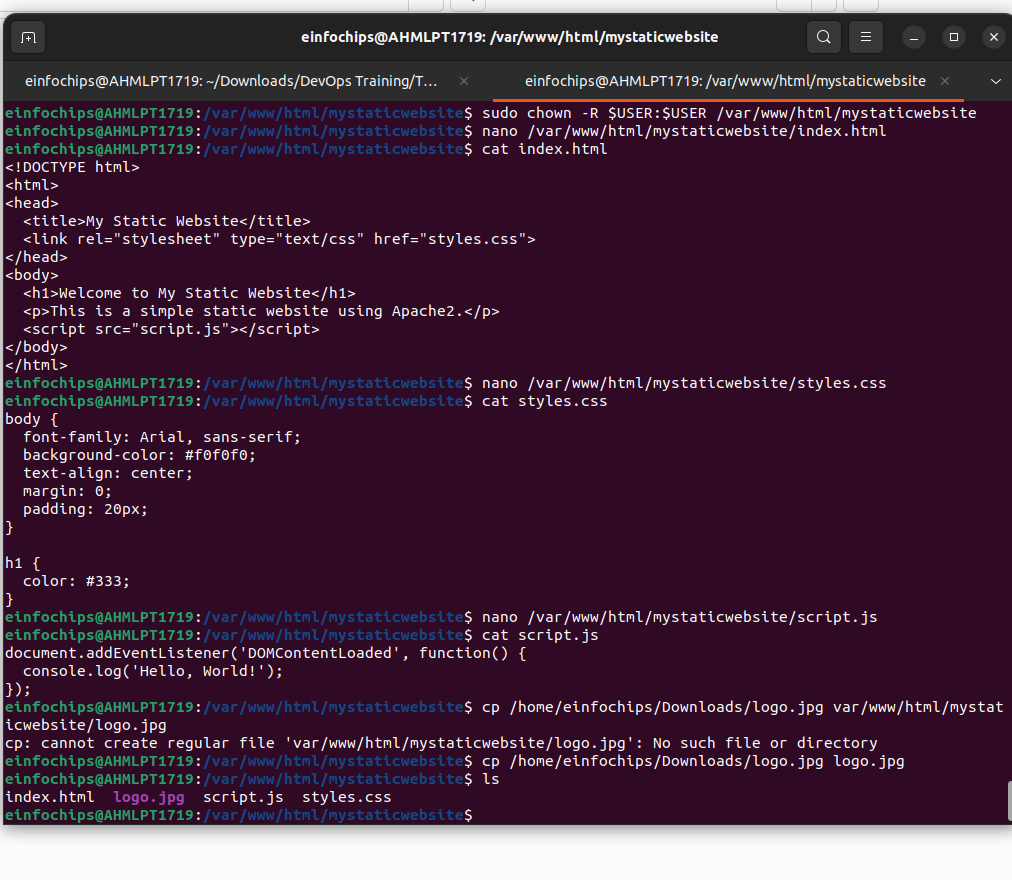 einfochips@AHMLPT1719: /var/www/html/mystaticwebsite
einfochips@AHMLPT1719: ~/Downloads/DevOps Training/T...
einfochips@AHMLPT1719: /var/www/html/mystaticwebsite
einfochips@AHMLPT1719:/var/www/html/mystaticwebsite$ sudo chown -R $USER:$USER /var/www/html/mystaticwebsite
einfochips@AHMLPT1719:/var/www/html/mystaticwebsite$ nano /var/www/html/mystaticwebsite/index.html
einfochips@AHMLPT1719:/var/www/html/mystaticwebsite$ cat index.html
<!DOCTYPE html>
<html>
<head>
  <title>My Static Website</title>
  <link rel="stylesheet" type="text/css" href="styles.css">
</head>
<body>
  <h1>Welcome to My Static Website</h1>
  <p>This is a simple static website using Apache2.</p>
  <script src="script.js"></script>
</body>
</html>
einfochips@AHMLPT1719:/var/www/html/mystaticwebsite$ nano /var/www/html/mystaticwebsite/styles.css
einfochips@AHMLPT1719:/var/www/html/mystaticwebsite$ cat styles.css
body {
  font-family: Arial, sans-serif;
  background-color: #f0f0f0;
  text-align: center;
  margin: 0;
  padding: 20px;
}

h1 {
  color: #333;
}
einfochips@AHMLPT1719:/var/www/html/mystaticwebsite$ nano /var/www/html/mystaticwebsite/script.js
einfochips@AHMLPT1719:/var/www/html/mystaticwebsite$ cat script.js
document.addEventListener('DOMContentLoaded', function() {
  console.log('Hello, World!');
});
einfochips@AHMLPT1719:/var/www/html/mystaticwebsite$ cp /home/einfochips/Downloads/logo.jpg var/www/html/mystat
icwebsite/logo.jpg
cp: cannot create regular file 'var/www/html/mystaticwebsite/logo.jpg': No such file or directory
einfochips@AHMLPT1719:/var/www/html/mystaticwebsite$ cp /home/einfochips/Downloads/logo.jpg logo.jpg
einfochips@AHMLPT1719:/var/www/html/mystaticwebsite$ ls
index.html  logo.jpg  script.js  styles.css
einfochips@AHMLPT1719:/var/www/html/mystaticwebsite$